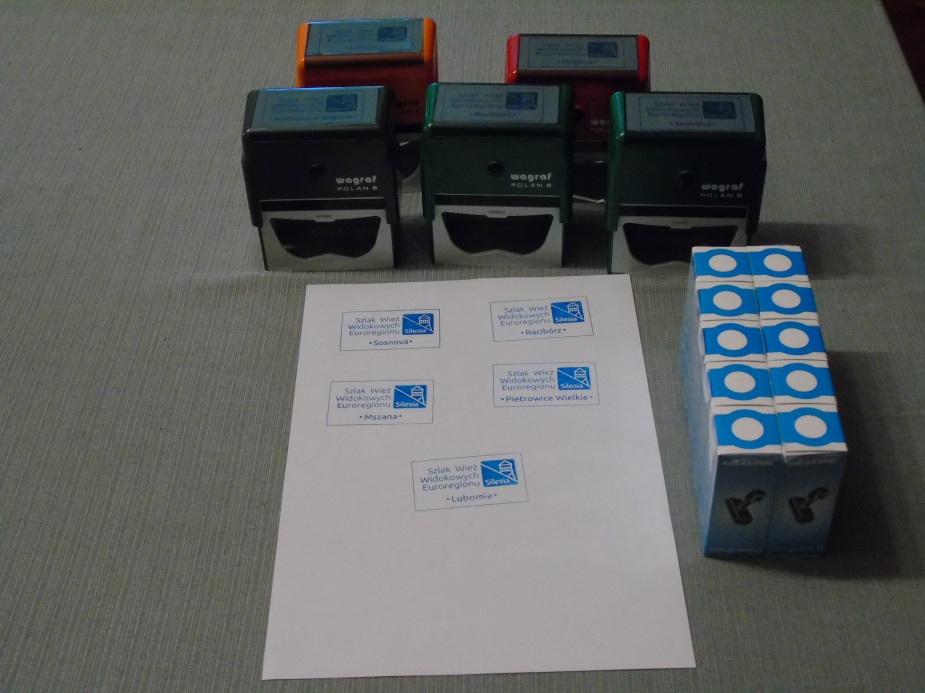 wagraf
POLAN 8
wagraf
POLAN 8
wagraf
POLAN 8
Szlak Wież
Widokowych
Euroregionu
Silesia
•Sosnová•
Szlak Wież
Widokowych
Euroregionu
Silesia
•Racibórz•
Szlak Wież
Widokowych
Euroregionu
Silesia
•Mszana•
Szlak Wież
Widokowych
Euroregionu
Silesia
•Pietrowice Wielkie•
Szlak Wież
Widokowych
Euroregionu
Silesia
•Lubomia•